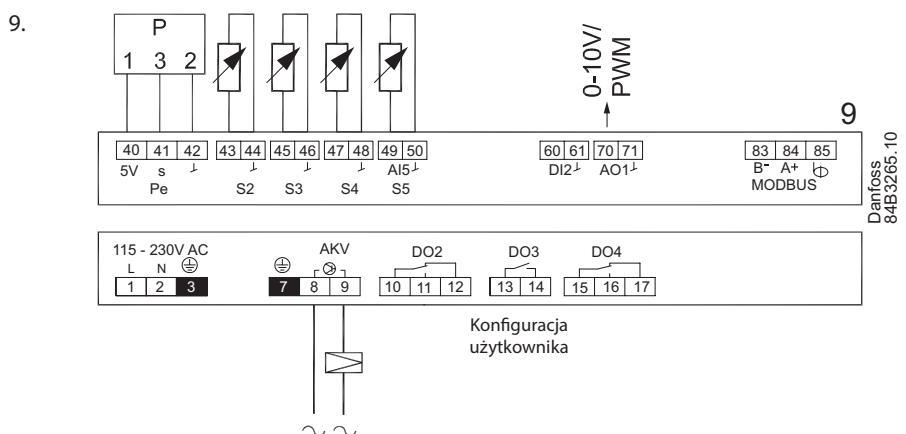 9.
P
1 3 2
0-10V/
PWM
9
40 41 42 43 44 45 46 47 48 49 50 60 61 70 71 83 84 85
5V s AI5 DI2 AO1 B- A+
Pe S2 S3 S4 S5 MODBUS
Danfoss
84B3265.10
115 - 230V AC AKV DO2 DO3 DO4
L N
1 2 3 7 8 9 10 11 12 13 14 15 16 17
Konfiguracja
użytkownika